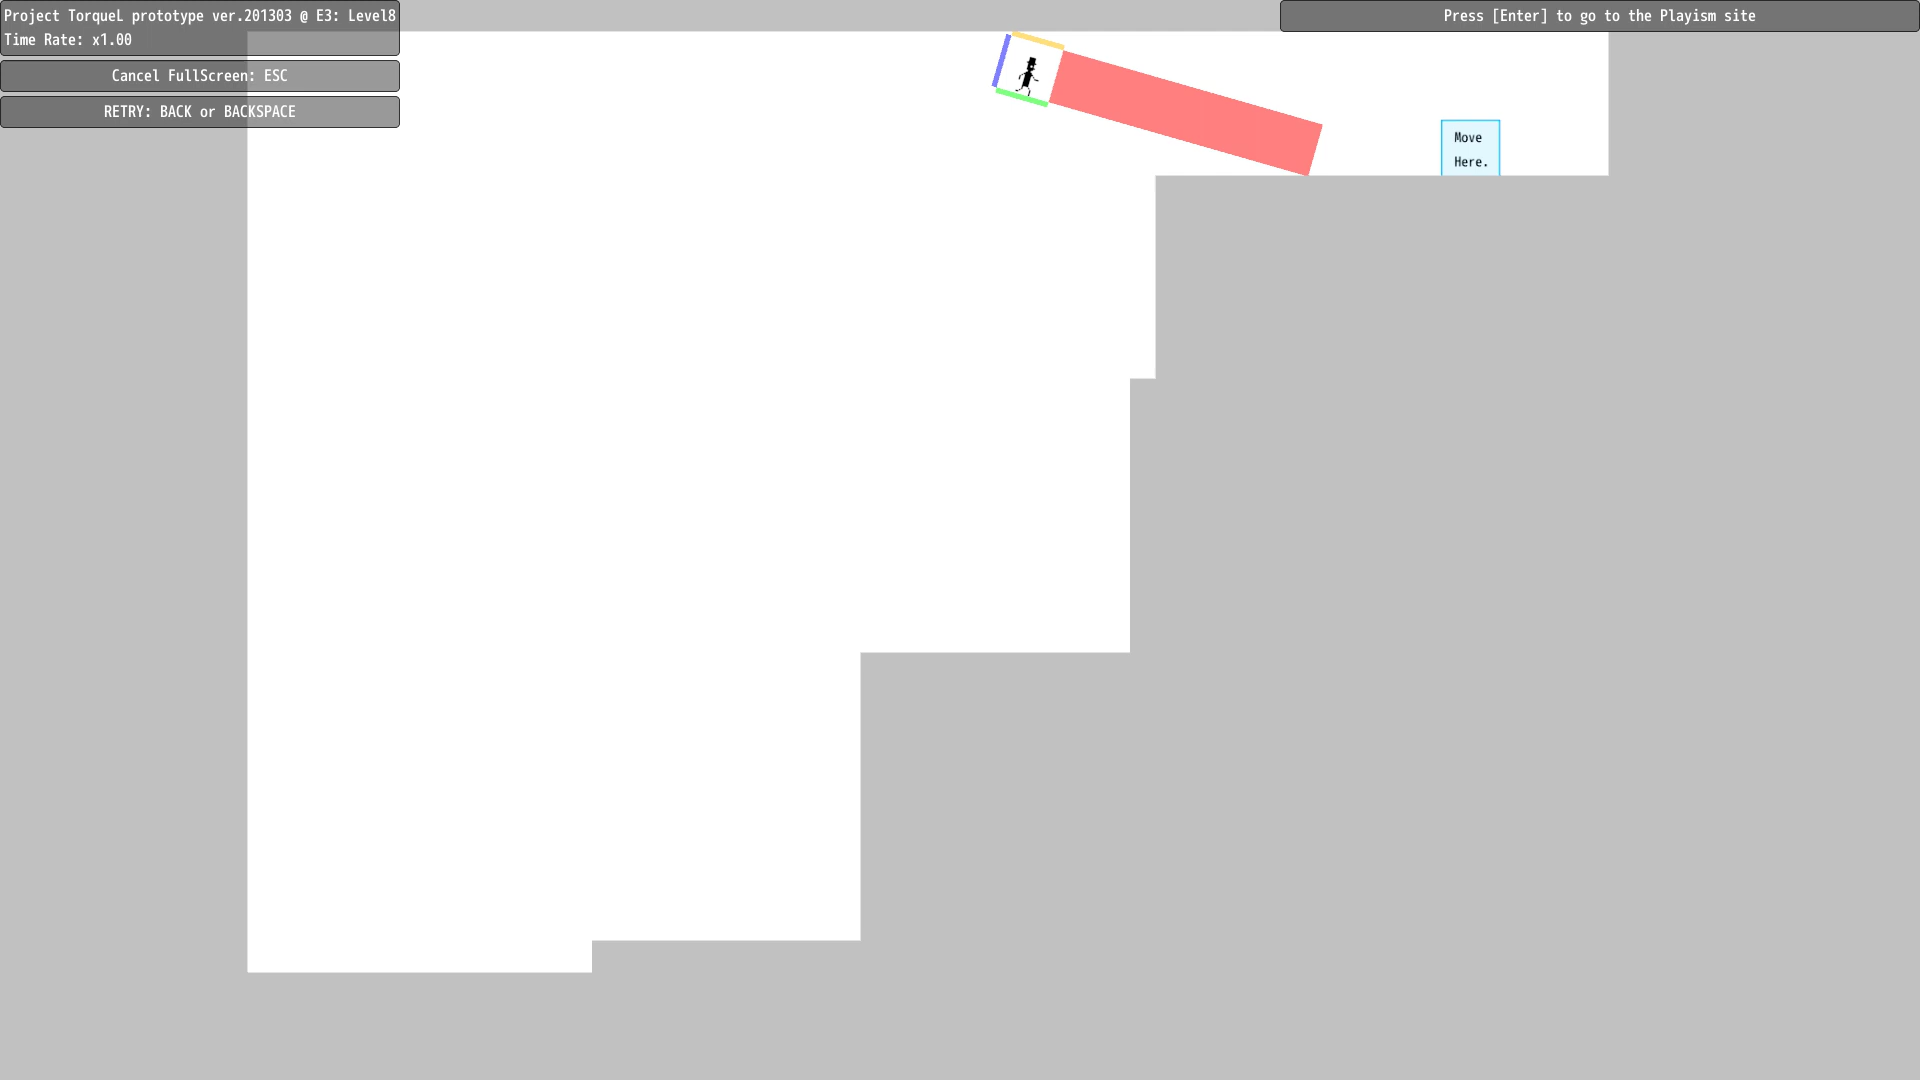 Project TorqueL prototype ver.201303 @ E3: Level8
Time Rate: x1.00
Cancel FullScreen: ESC
RETRY: BACK or BACKSPACE
Press [Enter] to go to the Playism site
Move
Here.